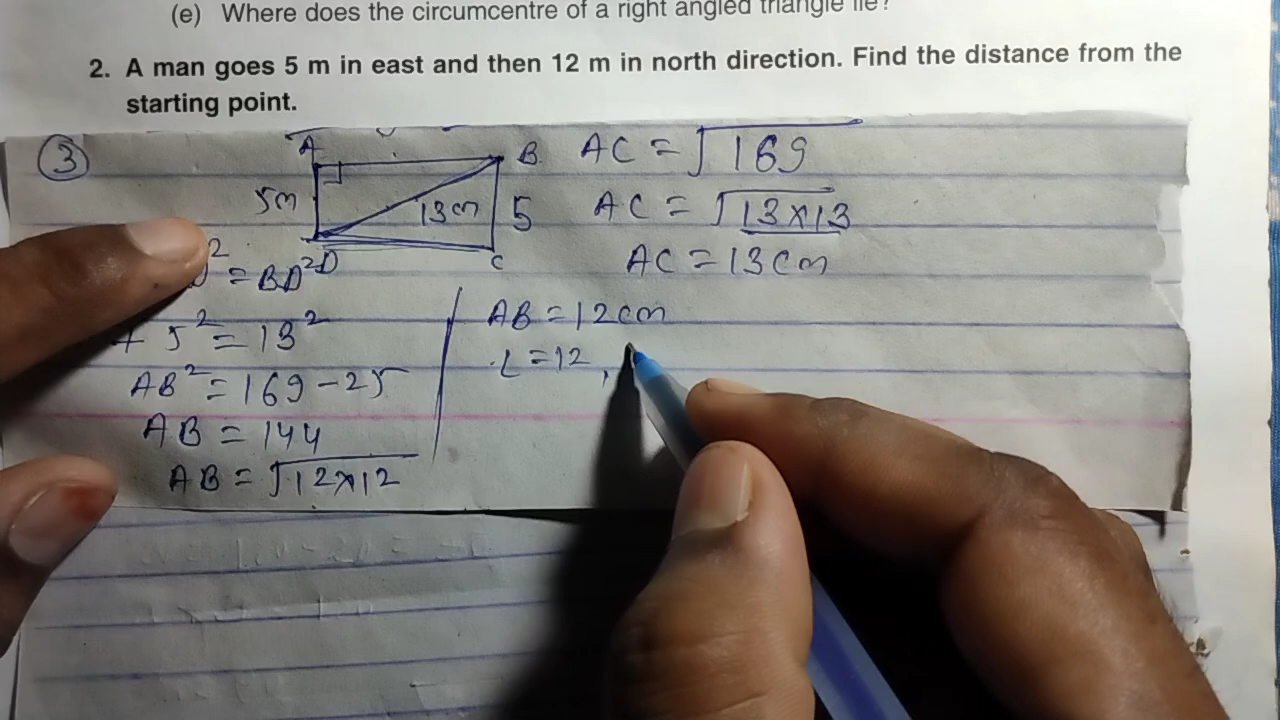 (e) Where does the circumcentre of a right angled triangle lie?
2. A man goes 5 m in east and then 12 m in north direction. Find the distance from the
starting point.
3
A
B
5m
13cm
5
D
C
AC = √169
AC = √13×13
AC = 13cm
² = BD²
+ 5² = 13²
AB² = 169 - 25
AB = 144
AB = √12×12
AB = 12cm
L = 12,